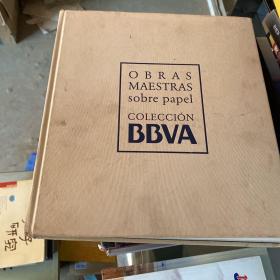 OBRAS
MAESTRAS
sobre papel
COLECCIÓN
BBVA